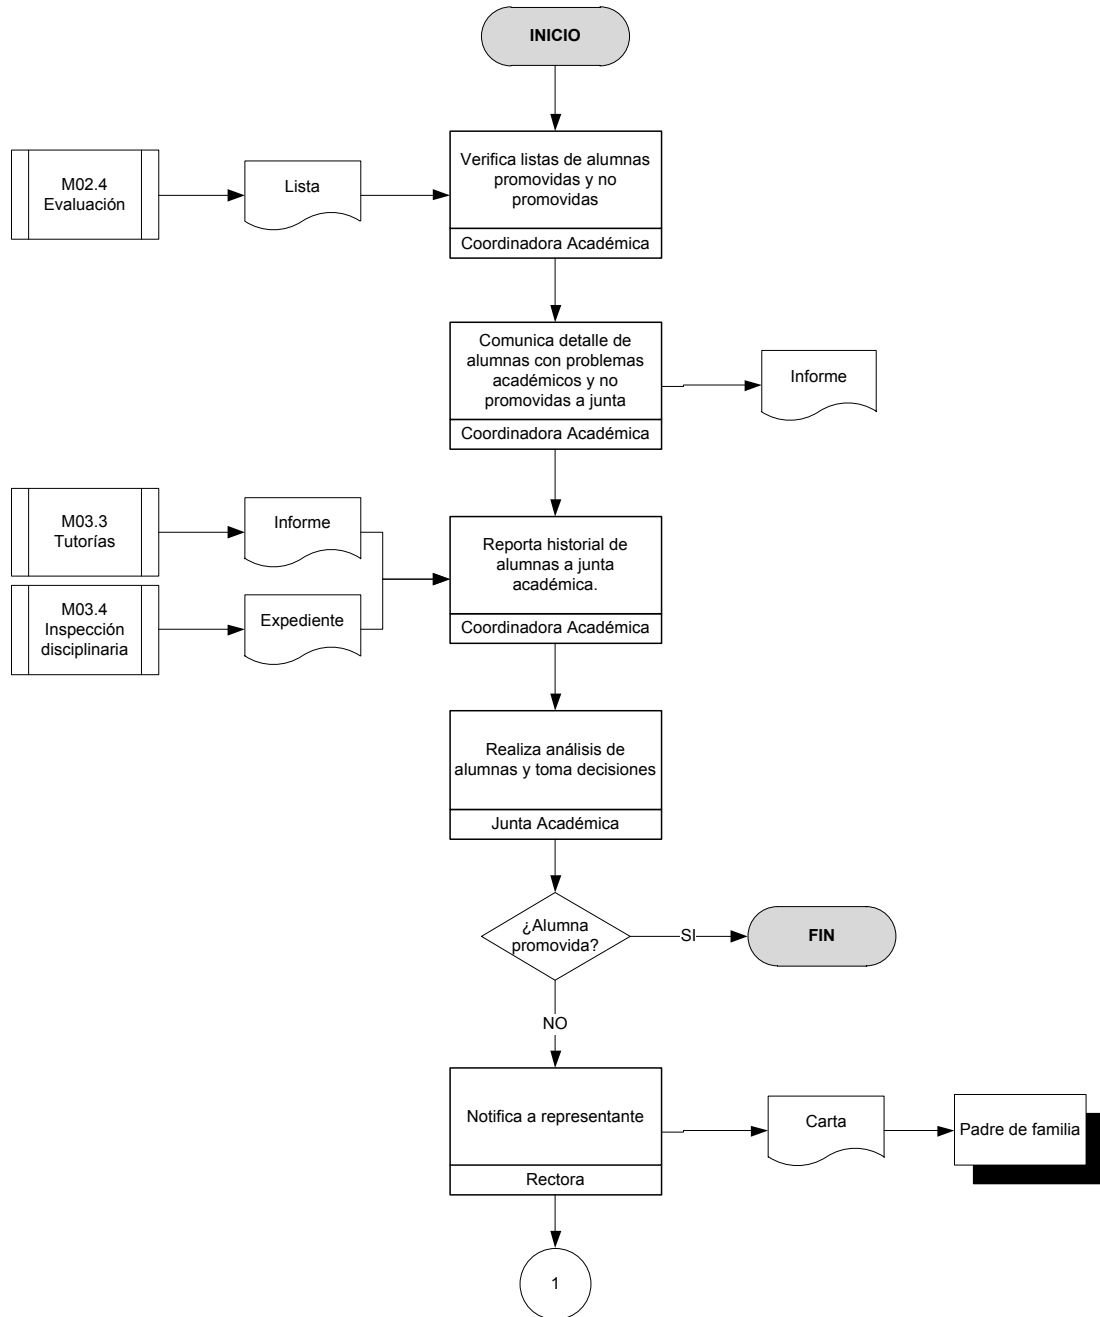 INICIO
M02.4
Evaluación
Lista
Verifica listas de alumnas
promovidas y no
promovidas
Coordinadora Académica
Comunica detalle de
alumnas con problemas
académicos y no
promovidas a junta
Coordinadora Académica
Informe
M03.3
Tutorías
Informe
M03.4
Inspección
disciplinaria
Expediente
Reporta historial de
alumnas a junta
académica.
Coordinadora Académica
Realiza análisis de
alumnas y toma decisiones
Junta Académica
¿Alumna
promovida?
SI
FIN
NO
Notifica a representante
Rectora
Carta
Padre de familia
1